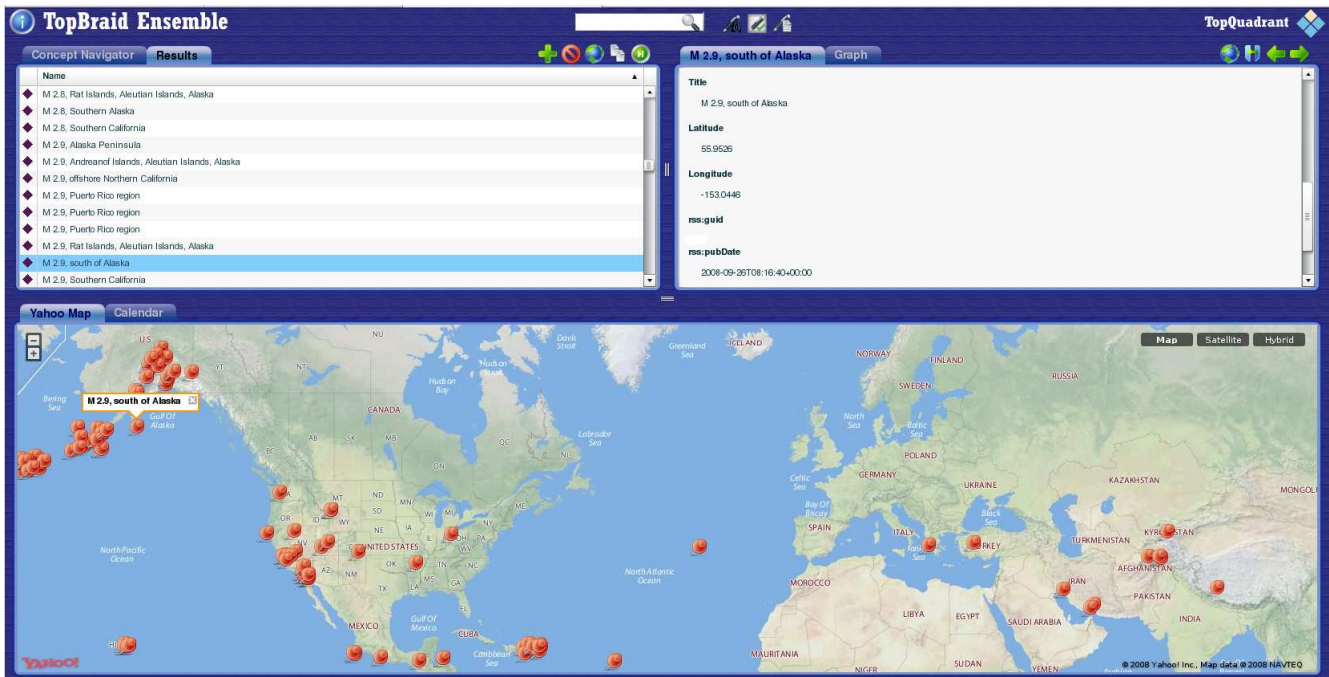 TopBraid Ensemble
TopQuadrant
Concept Navigator
Results
Name
M 2.8, Rat Islands, Aleutian Islands, Alaska
M 2.8, Southern Alaska
M 2.8, Southern California
M 2.9, Alaska Peninsula
M 2.9, Andreanof Islands, Aleutian Islands, Alaska
M 2.9, offshore Northern California
M 2.9, Puerto Rico region
M 2.9, Puerto Rico region
M 2.9, Puerto Rico region
M 2.9, Rat Islands, Aleutian Islands, Alaska
M 2.9, south of Alaska
M 2.9, Southern California
M 2.9, south of Alaska
Graph
Title
M 2.9, south of Alaska
Latitude
55.9526
Longitude
-153.0446
rss:guid
rss:pubDate
2008-09-26T08:16:40+00:00
Yahoo Map
Calendar
Map
Satellite
Hybrid
U.S
YT
NT
NU
Davis
Strait
Greenland
Sea
ICELAND
NORWAY
FINLAND
SWEDEN
RUSSIA
Hudson
Hudson
Bay
Bering
Sea
M 2.9, south of Alaska
Gulf Of
Alaska
CANADA
North
Sea
Baltic
Sea
BC
AB
SK
MB
ON
QC
NL
Labrador
Sea
POLAND
Celtic
Sea
GERMANY
UKRAINE
KAZAKHSTAN
MONGOL
MT
ND
MN
ME
OR
ID
WY
SD
WI
MI
NY
Bay Of
Biscay
Black
Sea
NE
IA
IL
OH
PA
SPAIN
ITALY
NV
UNITED STATES
WV
TURKMENISTAN
North Pacific
Ocean
AZ
NM
OK
TN
NC
North Atlantic
Ocean
AFGHANISTAN
TX
LA
MS
GA
MOROCCO
IRAN
PAKISTAN
FL
LIBYA
EGYPT
SAUDI ARABIA
INDIA
MEXICO
Gulf Of
Mexico
CUBA
HI
Caribbean
Sea
MAURITANIA
NIGER
SUDAN
YEMEN
YAHOO!
© 2008 Yahoo! Inc., Map data © 2008 NAVTEQ